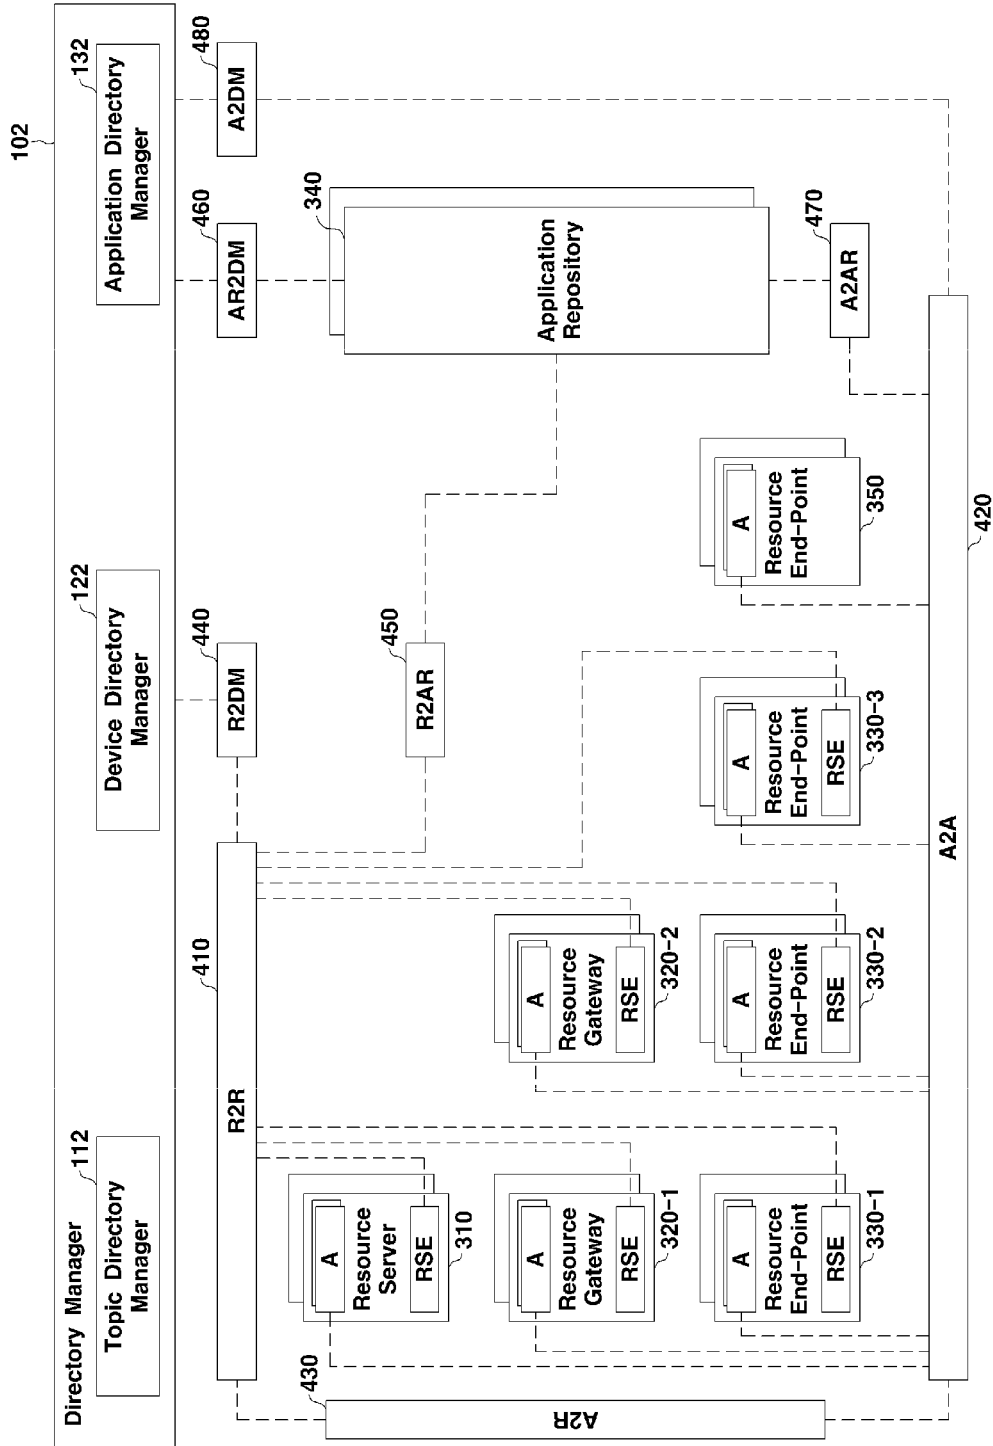 102
Directory Manager
112
Topic Directory
Manager
122
Device Directory
Manager
132
Application Directory
Manager
410
R2R
440
R2DM
460
AR2DM
480
A2DM
430
A2R
A
Resource
Server
RSE
310
450
R2AR
340
Application
Repository
A
Resource
Gateway
RSE
320-1
A
Resource
Gateway
RSE
320-2
A
Resource
End-Point
RSE
330-1
A
Resource
End-Point
RSE
330-2
A
Resource
End-Point
RSE
330-3
A
Resource
End-Point
350
470
A2AR
A2A
420